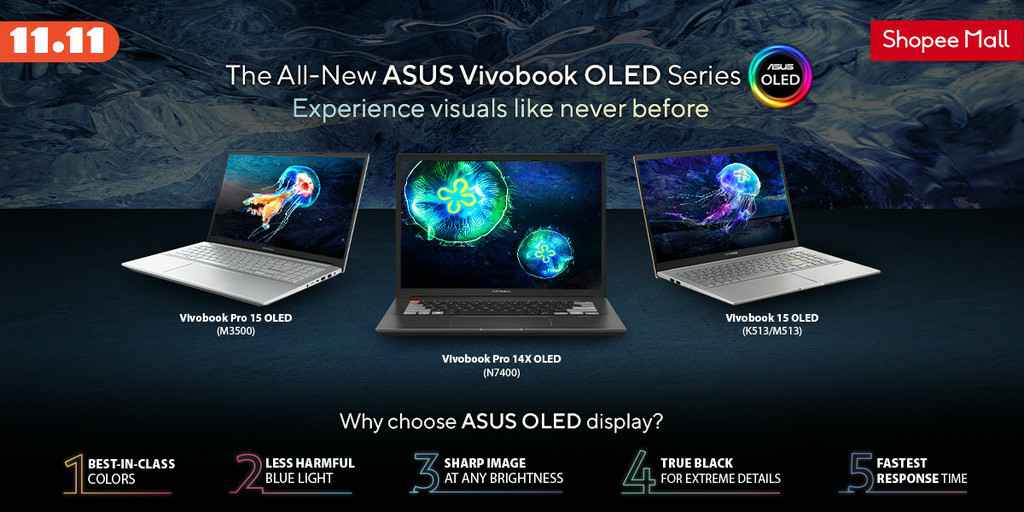 11.11
Shopee Mall
The All-New ASUS Vivobook OLED Series
ASUS
OLED
Experience visuals like never before
Vivobook Pro 15 OLED
(M3500)
Vivobook Pro 14X OLED
(N7400)
Vivobook 15 OLED
(K513/M513)
Why choose ASUS OLED display?
1 BEST-IN-CLASS
COLORS
2 LESS HARMFUL
BLUE LIGHT
3 SHARP IMAGE
AT ANY BRIGHTNESS
4 TRUE BLACK
FOR EXTREME DETAILS
5 FASTEST
RESPONSE TIME